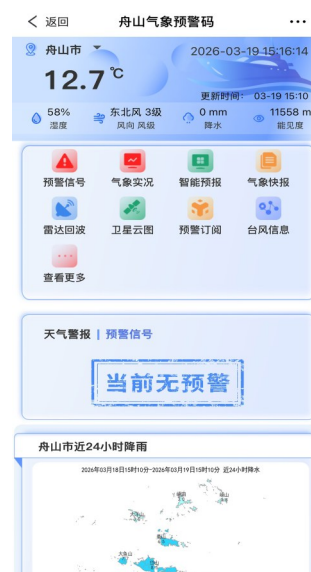 返回
舟山气象预警码
舟山市
2026-03-19 15:16:14
12.7℃
更新时间: 03-19 15:10
58%
湿度
东北风 3级
风向 风级
0 mm
降水
11558 m
能见度
预警信号
气象实况
智能预报
气象快报
雷达回波
卫星云图
预警订阅
台风信息
查看更多
天气警报 | 预警信号
当前无预警
舟山市近24小时降雨
2026年03月18日15时10分-2026年03月19日15时10分 近24小时降水